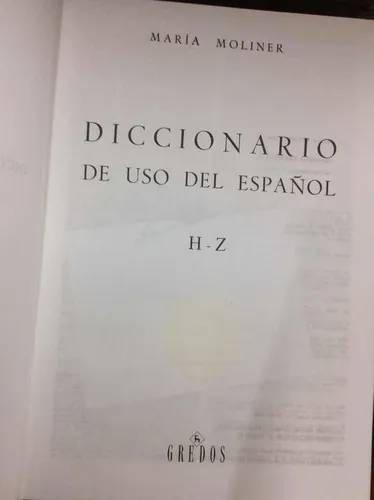 MARÍA MOLINER
DICCIONARIO
DE USO DEL ESPAÑOL
H-Z
GREDOS